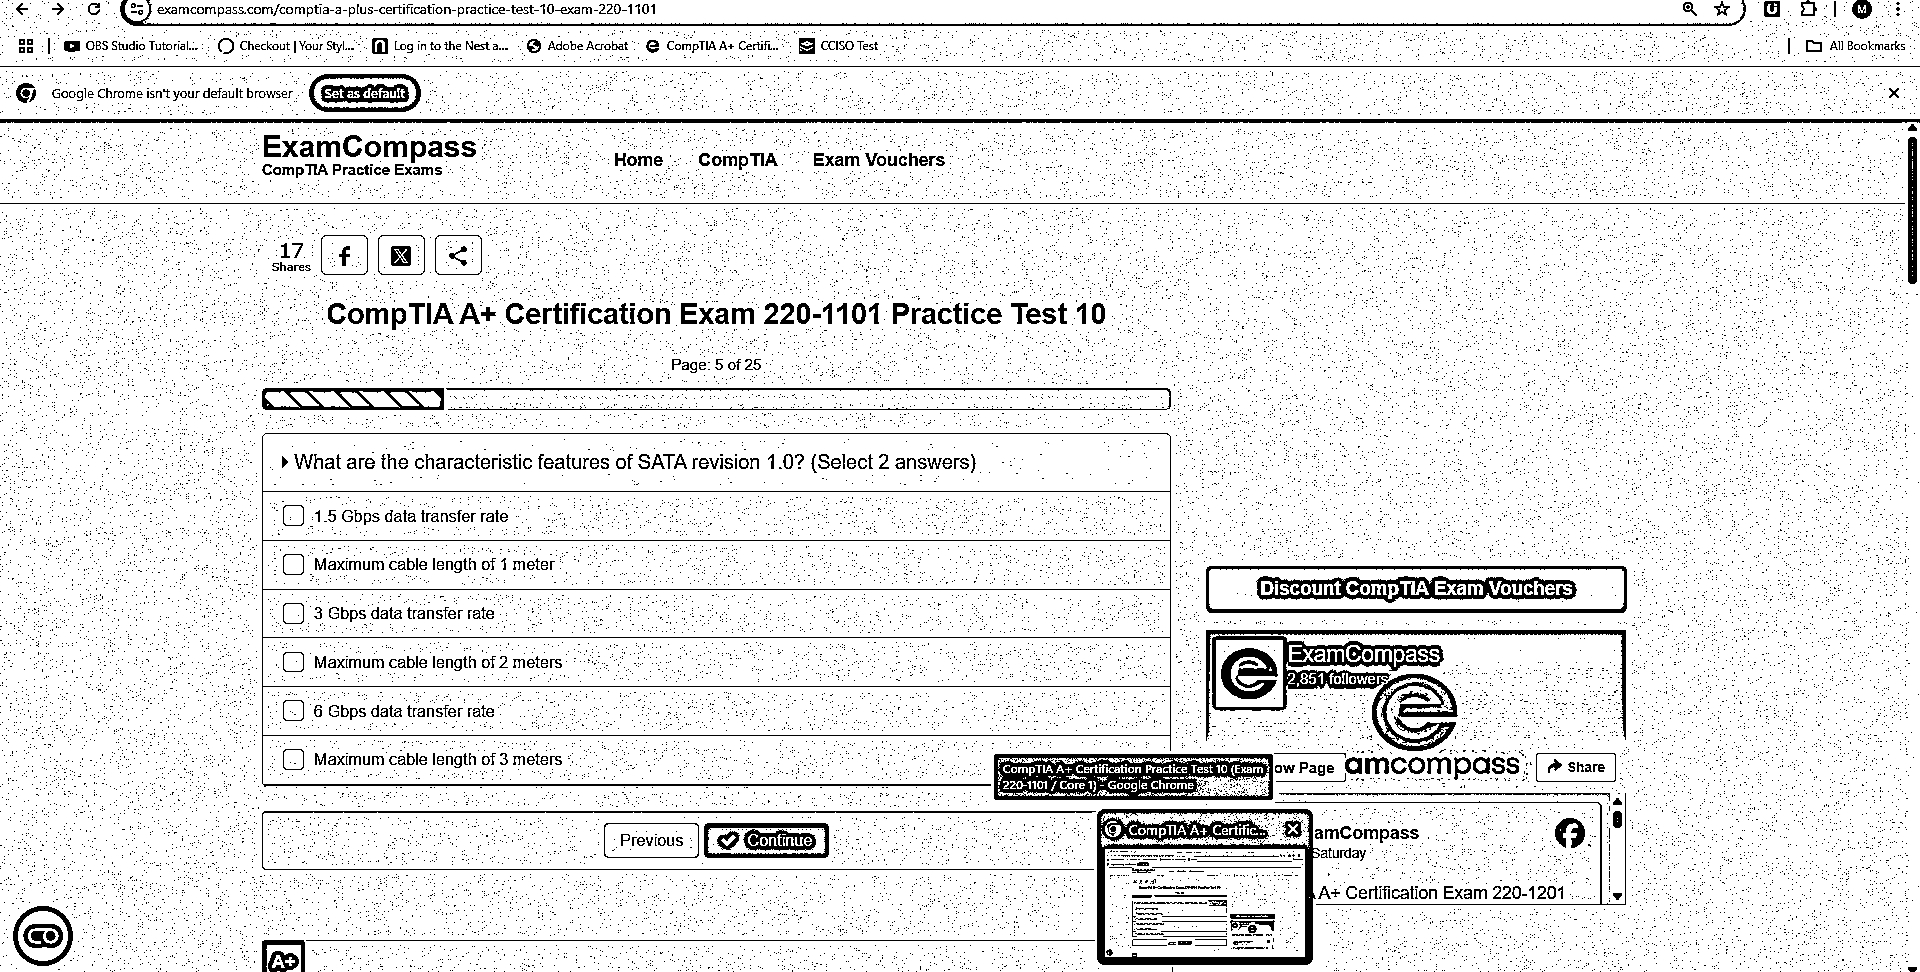 examcompass.com/comptia-a-plus-certification-practice-test-10-exam-220-1101
M
OBS Studio Tutorial...
Checkout | Your Styl...
Log in to the Nest a...
Adobe Acrobat
CompTIA A+ Certifi...
CCISO Test
All Bookmarks
Google Chrome isn't your default browser
Set as default
ExamCompass
CompTIA Practice Exams
Home
CompTIA
Exam Vouchers
17
Shares
CompTIA A+ Certification Exam 220-1101 Practice Test 10
Page: 5 of 25
What are the characteristic features of SATA revision 1.0? (Select 2 answers)
1.5 Gbps data transfer rate
Maximum cable length of 1 meter
3 Gbps data transfer rate
Maximum cable length of 2 meters
6 Gbps data transfer rate
Maximum cable length of 3 meters
Previous
Continue
Discount CompTIA Exam Vouchers
ExamCompass
2,851 followers
ow Page
amcompass
Share
CompTIA A+ Certification Practice Test 10 (Exam
220-1101 / Core 1) - Google Chrome
CompTIA A+ Certific...
amCompass
Saturday
A+ Certification Exam 220-1201
A+